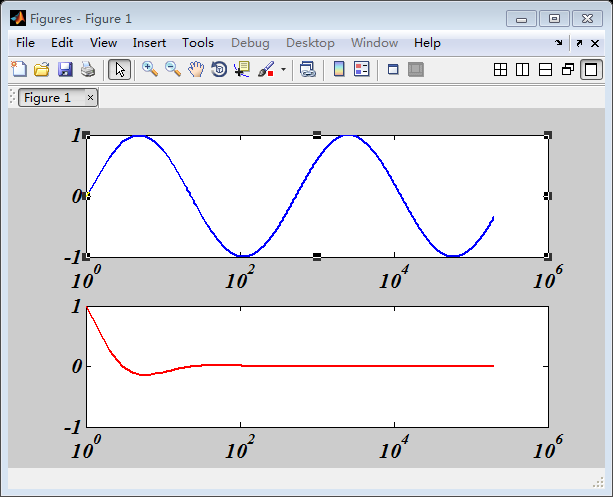 Figures - Figure 1
File Edit View Insert Tools Debug Desktop Window Help
Figure 1 ×
1
0
-1
10^0 10^2 10^4 10^6
1
0
-1
10^0 10^2 10^4 10^6